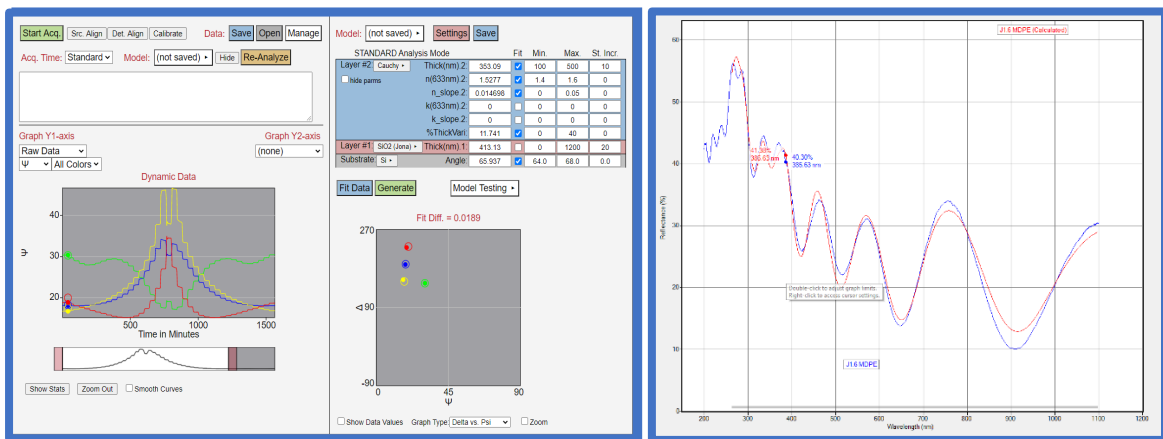 Start Acq. Src. Align Det. Align Calibrate Data: Save Open Manage
Acq. Time: Standard Model: (not saved) Hide Re-Analyze
Graph Y1-axis Graph Y2-axis
Raw Data (none)
Ψ All Colors
Dynamic Data
40
30
20
Ψ
500 1000 1500
Time in Minutes
Show Stats Zoom Out Smooth Curves
Model: (not saved) Settings Save
STANDARD Analysis Mode Fit Min. Max. St. Incr.
Layer #2 Cauchy Thick(nm).2: 353.09 100 500 10
hide parms n(633nm).2: 1.5277 1.4 1.6 0
n_slope.2: 0.014698 0 0.05 0
k(633nm).2: 0 0 0 0
k_slope.2: 0 0 0 0
%ThickVari: 11.741 0 40 0
Layer #1 SiO2 (Jona) Thick(nm).1: 413.13 0 1200 20
Substrate: Si Angle: 65.937 64.0 68.0 0.0
Fit Data Generate Model Testing
Fit Diff. = 0.0189
270
Δ90
-90
0 45 90
Ψ
Show Data Values Graph Type: Delta vs. Psi Zoom
J1.6 MDPE (Calculated)
60
50
40
30
20
10
0
Reflectance (%)
41.38%
40.30%
385.63 nm
Double-click to adjust graph limits.
Right-click to access cursor settings.
J1.6 MDPE
200 300 400 500 600 700 800 900 1000 1100 1200
Wavelength (nm)